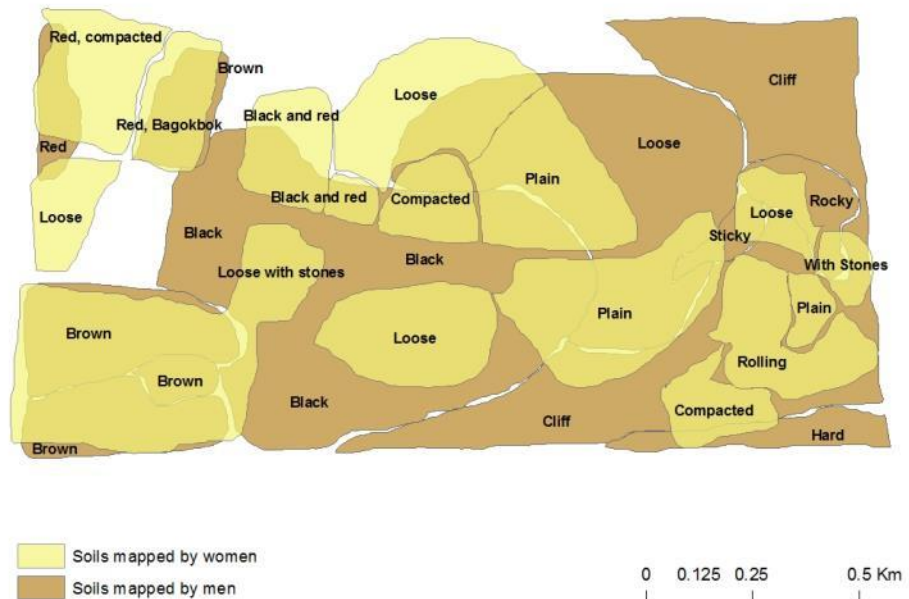 Red, compacted
Brown
Cliff
Loose
Black and red
Red, Bagokbok
Red
Loose
Plain
Black and red
Compacted
Rocky
Loose
Loose
Black
Sticky
Black
With Stones
Loose with stones
Plain
Plain
Brown
Loose
Rolling
Brown
Black
Compacted
Cliff
Hard
Brown
Soils mapped by women
Soils mapped by men
0 0.125 0.25 0.5 Km